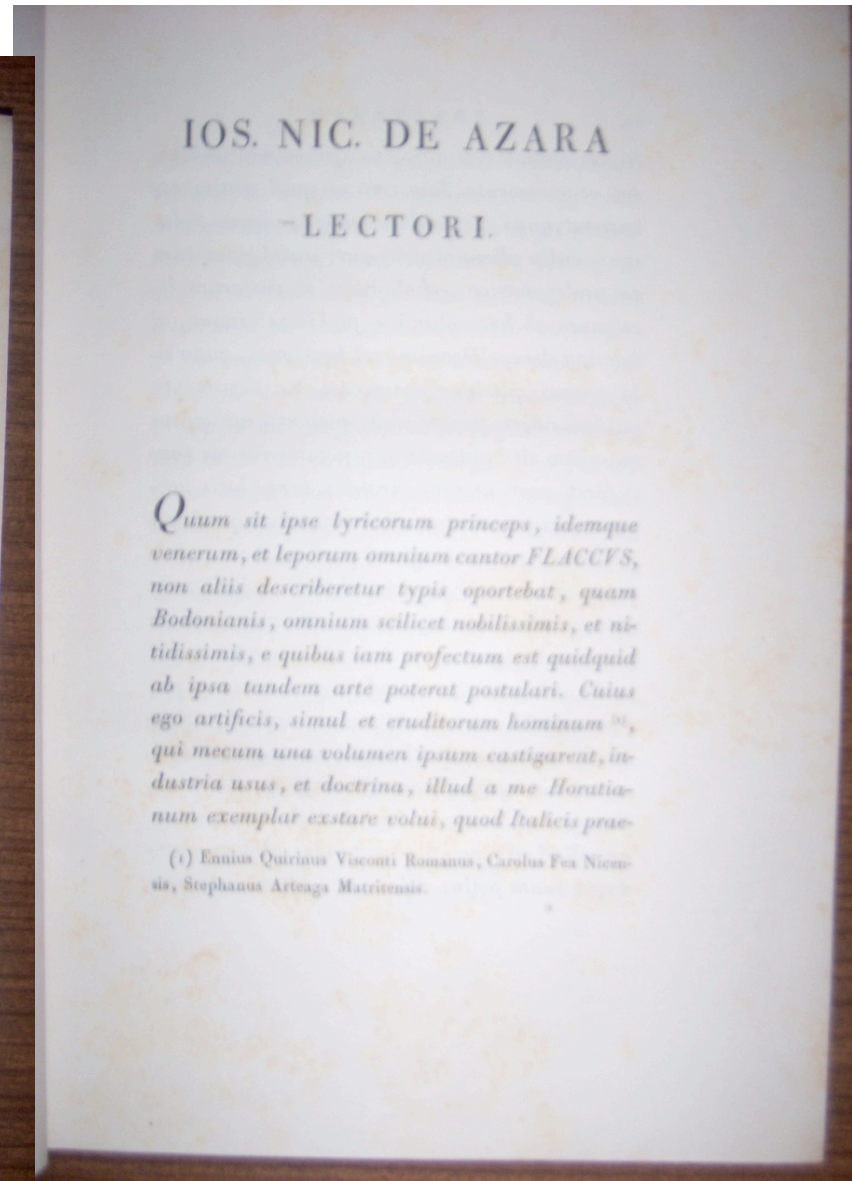 IOS. NIC. DE AZARA
LECTORI.
Quum sit ipse lyricorum princeps, idemque
venerum, et leporum omnium cantor FLACCVS,
non aliis describeretur typis oportebat, quam
Bodonianis, omnium scilicet nobilissimis, et ni-
tidissimis, e quibus iam profectum est quidquid
ab ipsa tandem arte poterat postulari. Cuius
ego artificis, simul et eruditorum hominum (1),
qui mecum una volumen ipsum castigarent, in-
dustria usus, et doctrina, illud a me Horatia-
num exemplar exstare volui, quod Italicis prae-
(1) Ennius Quirinus Visconti Romanus, Carolus Fea Nicen-
sis, Stephanus Arteaga Matritensis.